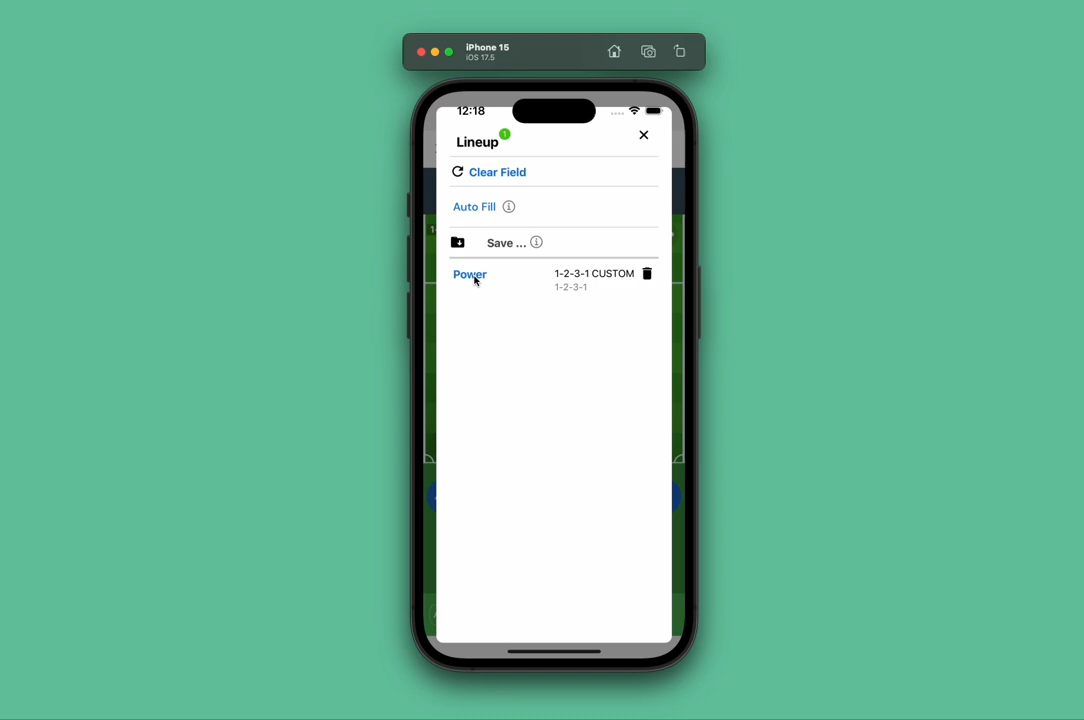 iPhone 15
iOS 17.5
12:18
Lineup 1
Clear Field
Auto Fill
Save ...
Power 1-2-3-1 CUSTOM
1-2-3-1